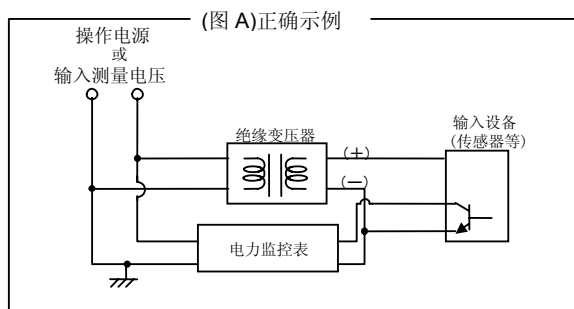 (图 A)正确示例
操作电源
或
输入测量电压
绝缘变压器
(+)
(—)
输入设备
(传感器等)
电力监控表